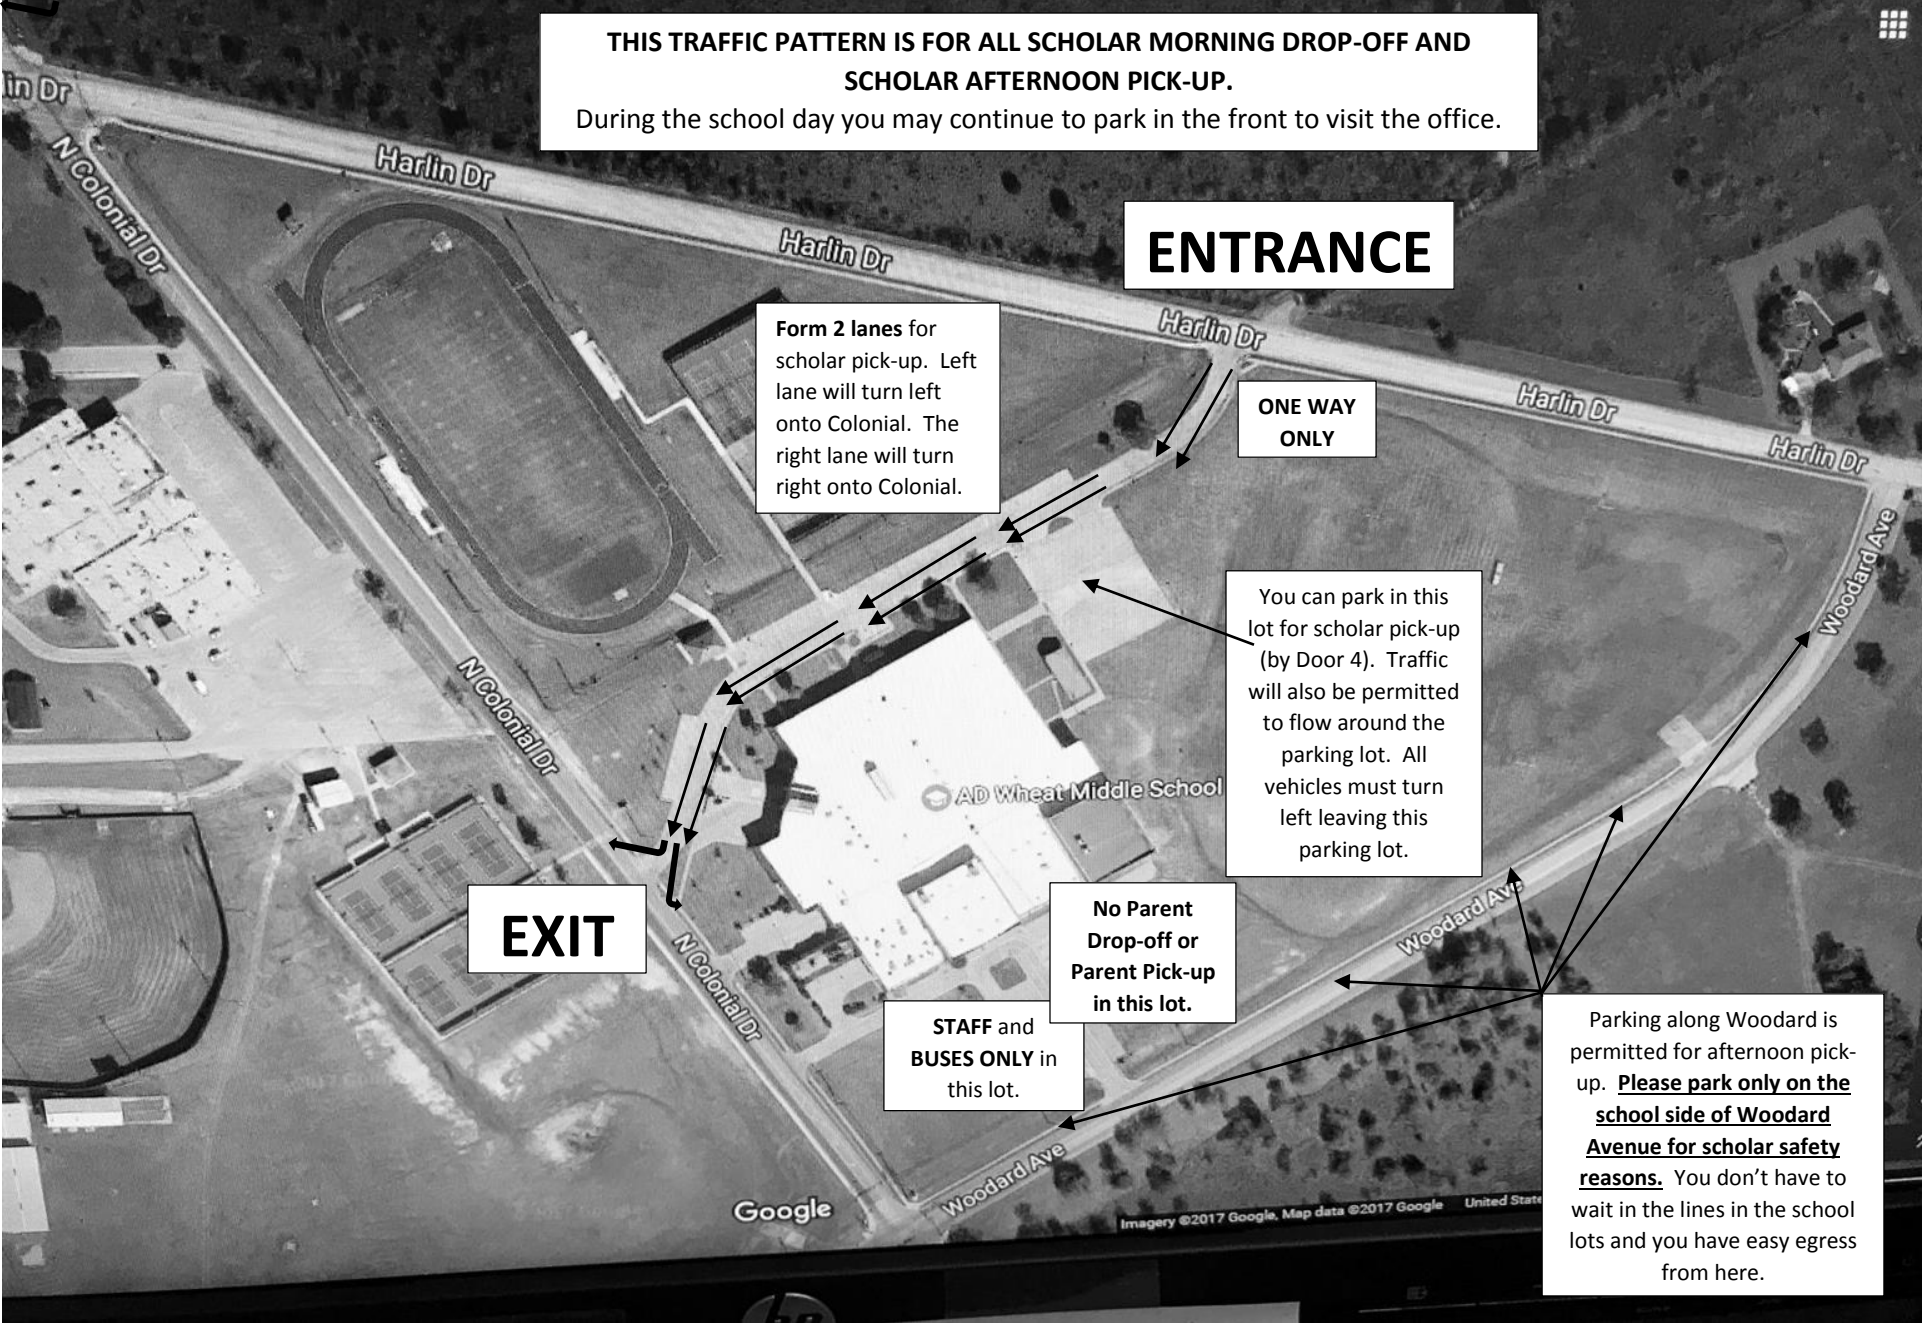 THIS TRAFFIC PATTERN IS FOR ALL SCHOLAR MORNING DROP-OFF AND
SCHOLAR AFTERNOON PICK-UP.
During the school day you may continue to park in the front to visit the office.
lin Dr
N Colonial Dr
Harlin Dr
Harlin Dr
ENTRANCE
Harlin Dr
Form 2 lanes for
scholar pick-up. Left
lane will turn left
onto Colonial. The
right lane will turn
right onto Colonial.
ONE WAY
ONLY
Harlin Dr
Harlin Dr
Woodard Ave
You can park in this
lot for scholar pick-up
(by Door 4). Traffic
will also be permitted
to flow around the
parking lot. All
vehicles must turn
left leaving this
parking lot.
N Colonial Dr
AD Wheat Middle School
EXIT
No Parent
Drop-off or
Parent Pick-up
in this lot.
Woodard Ave
N Colonial Dr
STAFF and
BUSES ONLY in
this lot.
Parking along Woodard is
permitted for afternoon pick-
up. Please park only on the
school side of Woodard
Avenue for scholar safety
reasons. You don't have to
wait in the lines in the school
lots and you have easy egress
from here.
Woodard Ave
Google
Imagery ©2017 Google, Map data ©2017 Google United State
hp